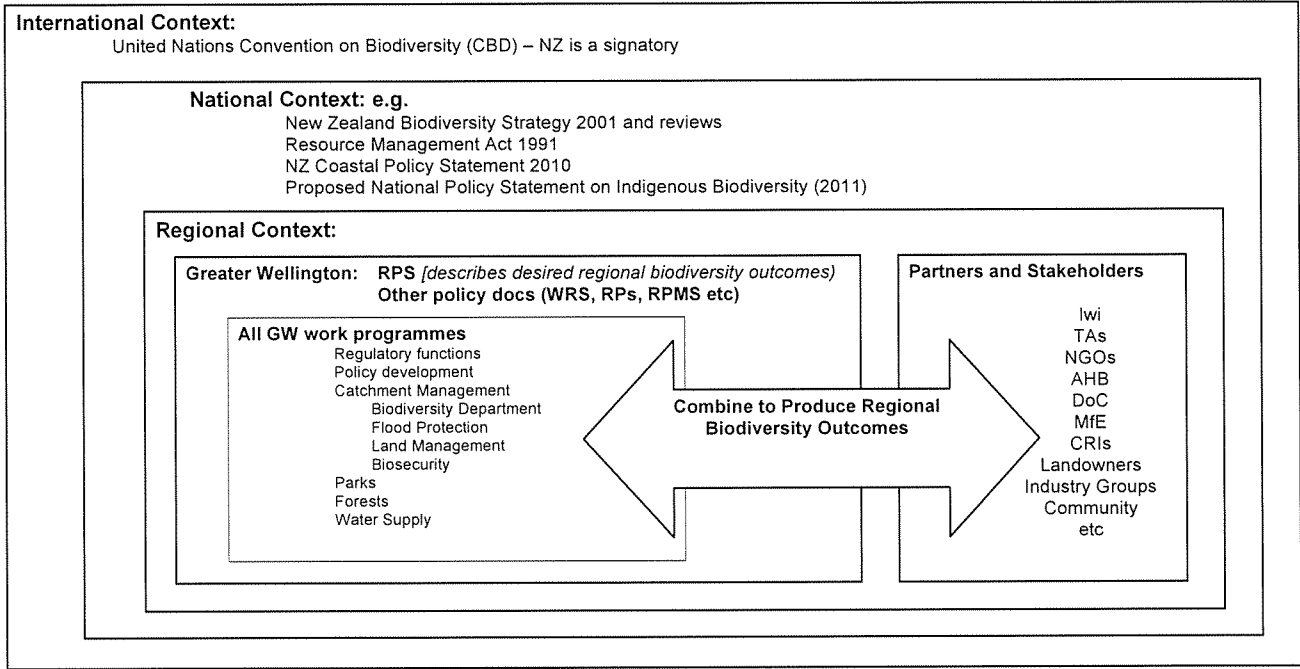 International Context:
United Nations Convention on Biodiversity (CBD) – NZ is a signatory
National Context: e.g.
New Zealand Biodiversity Strategy 2001 and reviews
Resource Management Act 1991
NZ Coastal Policy Statement 2010
Proposed National Policy Statement on Indigenous Biodiversity (2011)
Regional Context:
Greater Wellington: RPS [describes desired regional biodiversity outcomes)
Other policy docs (WRS, RPs, RPMS etc)
All GW work programmes
Regulatory functions
Policy development
Catchment Management
Biodiversity Department
Flood Protection
Land Management
Biosecurity
Parks
Forests
Water Supply
Combine to Produce Regional
Biodiversity Outcomes
Partners and Stakeholders
Iwi
TAs
NGOs
AHB
DoC
MfE
CRIs
Landowners
Industry Groups
Community
etc